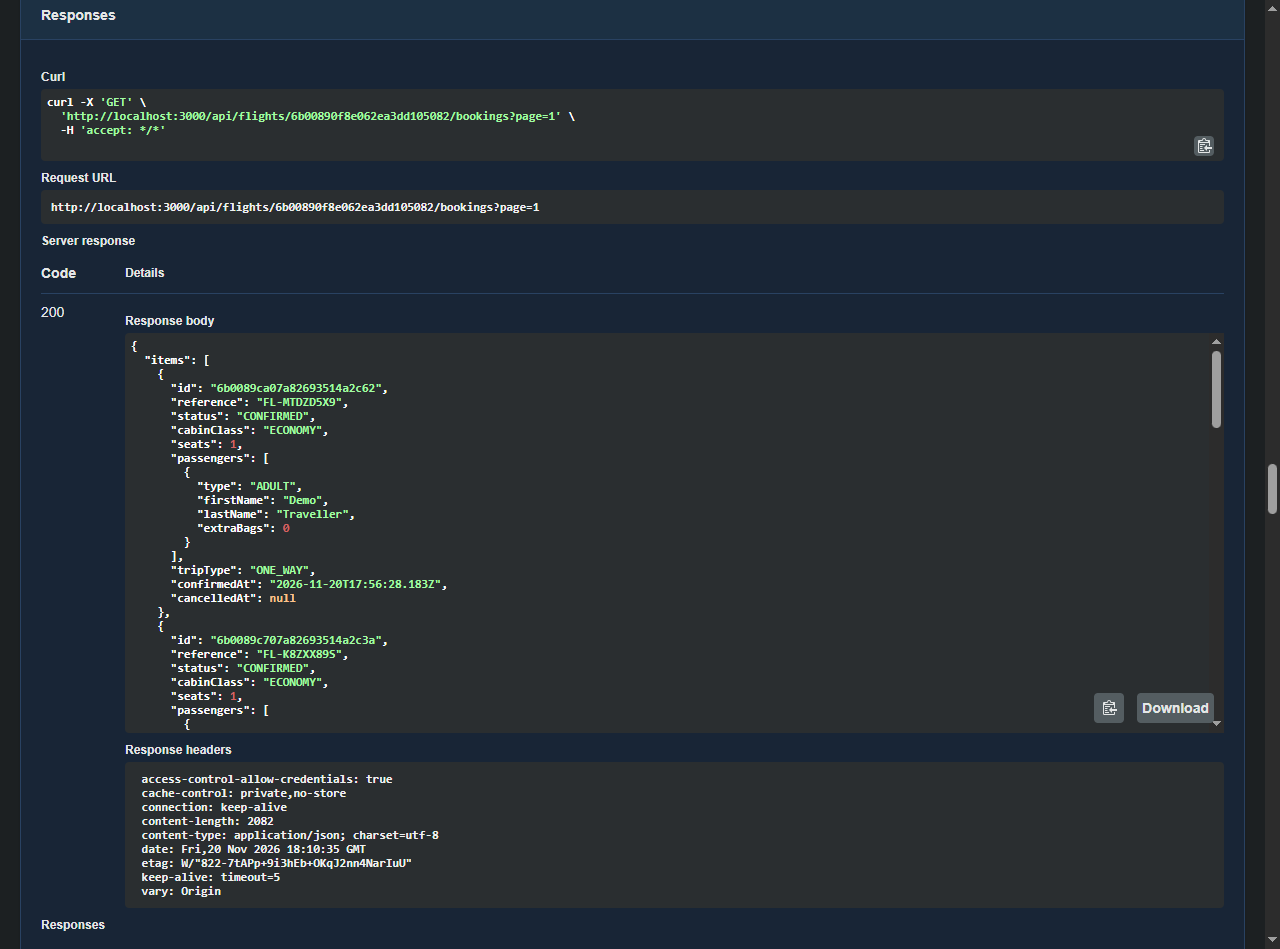 Responses
Curl
curl -X 'GET' \
  'http://localhost:3000/api/flights/6b00890f8e062ea3dd105082/bookings?page=1' \
  -H 'accept: */*'
Request URL
http://localhost:3000/api/flights/6b00890f8e062ea3dd105082/bookings?page=1
Server response
Code Details
200
Response body
{
  "items": [
    {
      "id": "6b0089ca07a82693514a2c62",
      "reference": "FL-MTDZD5X9",
      "status": "CONFIRMED",
      "cabinClass": "ECONOMY",
      "seats": 1,
      "passengers": [
        {
          "type": "ADULT",
          "firstName": "Demo",
          "lastName": "Traveller",
          "extraBags": 0
        }
      ],
      "tripType": "ONE_WAY",
      "confirmedAt": "2026-11-20T17:56:28.183Z",
      "cancelledAt": null
    },
    {
      "id": "6b0089c707a82693514a2c3a",
      "reference": "FL-K8ZXX89S",
      "status": "CONFIRMED",
      "cabinClass": "ECONOMY",
      "seats": 1,
      "passengers": [
        {
Download
Response headers
access-control-allow-credentials: true
cache-control: private,no-store
connection: keep-alive
content-length: 2082
content-type: application/json; charset=utf-8
date: Fri,20 Nov 2026 18:10:35 GMT
etag: W/"822-7tAPp+9i3hEb+OKqJ2nn4NarIuU"
keep-alive: timeout=5
vary: Origin
Responses